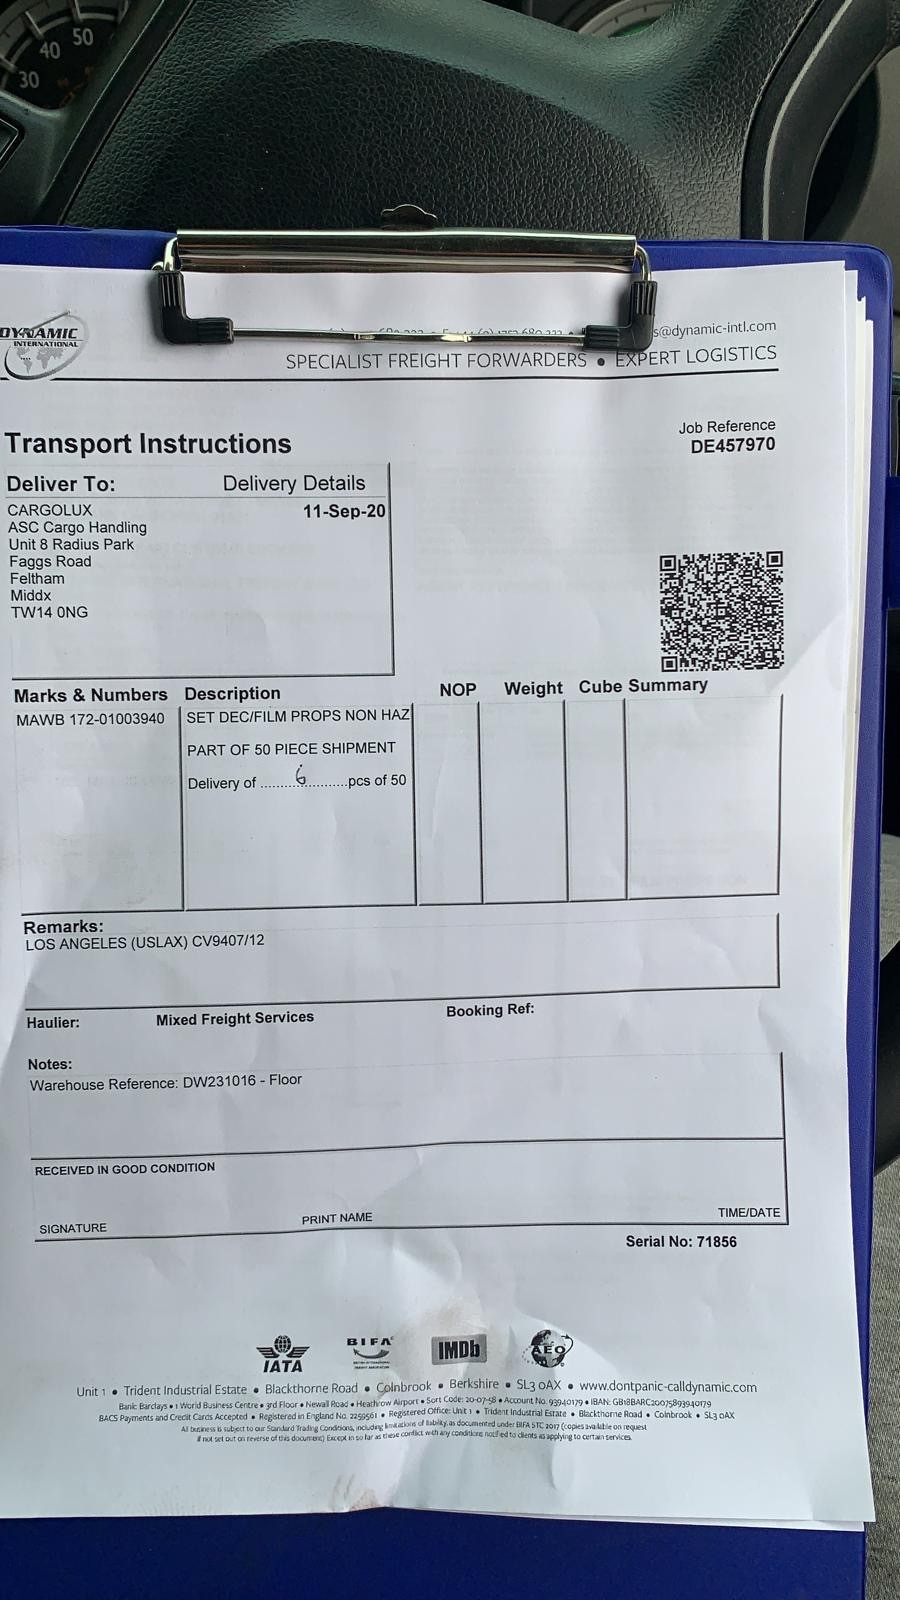 50
40
30
DYNAMIC
INTERNATIONAL
s@dynamic-intl.com
SPECIALIST FREIGHT FORWARDERS • EXPERT LOGISTICS
Job Reference
DE457970
Transport Instructions
Deliver To: Delivery Details
CARGOLUX 11-Sep-20
ASC Cargo Handling
Unit 8 Radius Park
Faggs Road
Feltham
Middx
TW14 0NG
Marks & Numbers Description NOP Weight Cube Summary
MAWB 172-01003940 SET DEC/FILM PROPS NON HAZ
PART OF 50 PIECE SHIPMENT
Delivery of ........6...........pcs of 50
Remarks:
LOS ANGELES (USLAX) CV9407/12
Haulier: Mixed Freight Services Booking Ref:
Notes:
Warehouse Reference: DW231016 - Floor
RECEIVED IN GOOD CONDITION
SIGNATURE PRINT NAME TIME/DATE
Serial No: 71856
IATA BIFA IMDb AEO
Unit 1 • Trident Industrial Estate • Blackthorne Road • Colnbrook • Berkshire • SL3 0AX • www.dontpanic-calldynamic.com
Bank: Barclays • 1 World Business Centre • 3rd Floor • Newall Road • Heathrow Airport • Sort Code: 20-07-58 • Account No. 93940179 • IBAN: GB18BARC20075893940179
BACS Payments and Credit Cards Accepted • Registered in England No. 2259561 • Registered Office: Unit 1 • Trident Industrial Estate • Blackthorne Road • Colnbrook • SL3 0AX
All business is subject to our Standard Trading Conditions, including limitations of liability, as documented under BIFA STC 2017 (copies available on request
if not set out on reverse of this document) Except in so far as these conflict with any conditions notified to clients as applying to certain services.